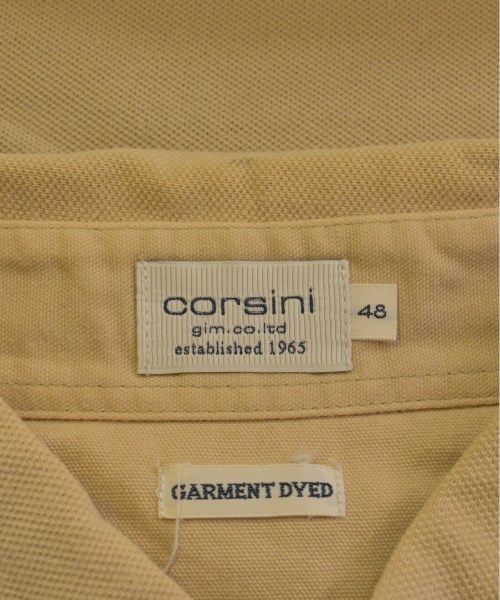 corsini
gim.co.ltd
established 1965
48
GARMENT DYED